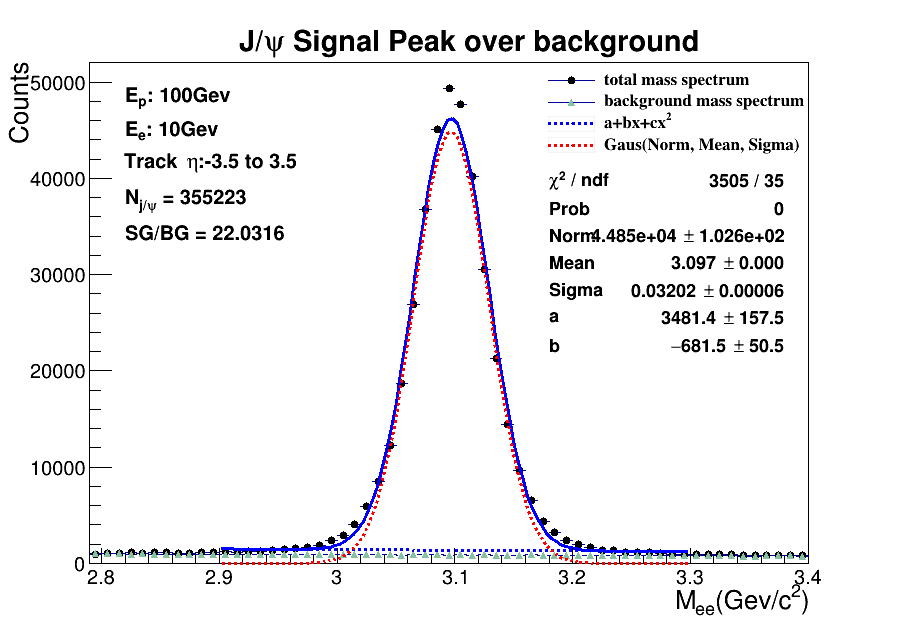 J/ψ Signal Peak over background
Counts
50000
40000
30000
20000
10000
0
Ep: 100Gev
Ee: 10Gev
Track η:-3.5 to 3.5
Nj/ψ = 355223
SG/BG = 22.0316
total mass spectrum
background mass spectrum
a+bx+cx²
Gaus(Norm, Mean, Sigma)
χ² / ndf 3505 / 35
Prob 0
Norm 4.485e+04 ± 1.026e+02
Mean 3.097 ± 0.000
Sigma 0.03202 ± 0.00006
a 3481.4 ± 157.5
b −681.5 ± 50.5
2.8 2.9 3 3.1 3.2 3.3 3.4
Mee(Gev/c²)